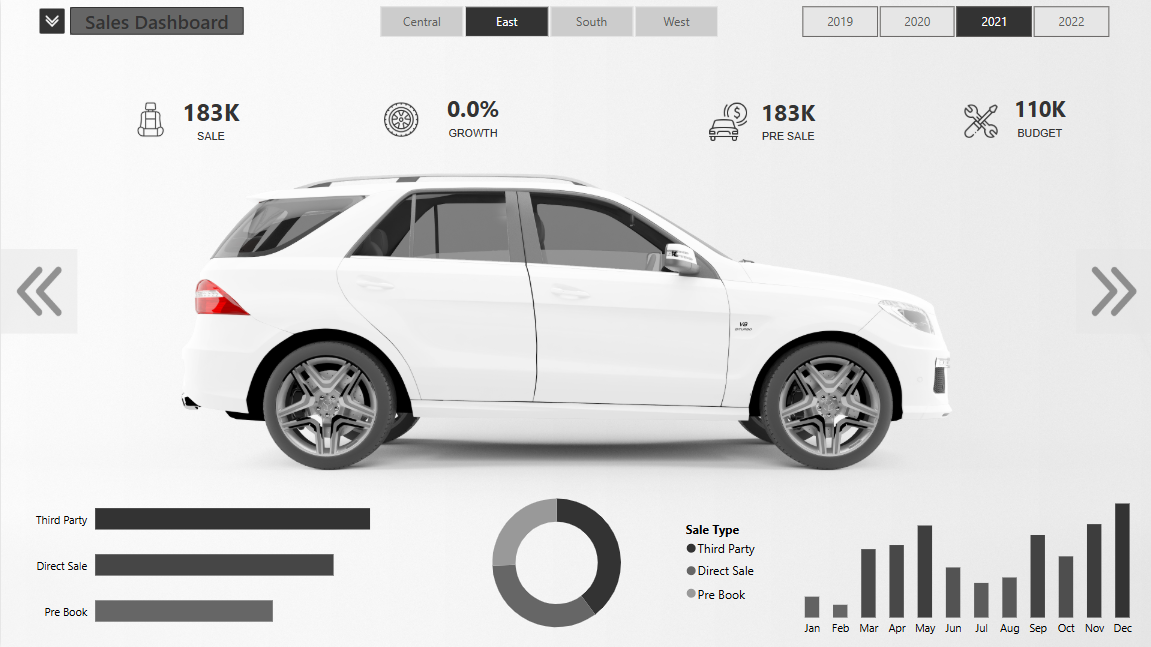 Sales Dashboard
Central East South West
2019 2020 2021 2022
183K
SALE
0.0%
GROWTH
183K
PRE SALE
110K
BUDGET
V8
BITURBO
Third Party
Direct Sale
Pre Book
Sale Type
Third Party
Direct Sale
Pre Book
Jan Feb Mar Apr May Jun Jul Aug Sep Oct Nov Dec